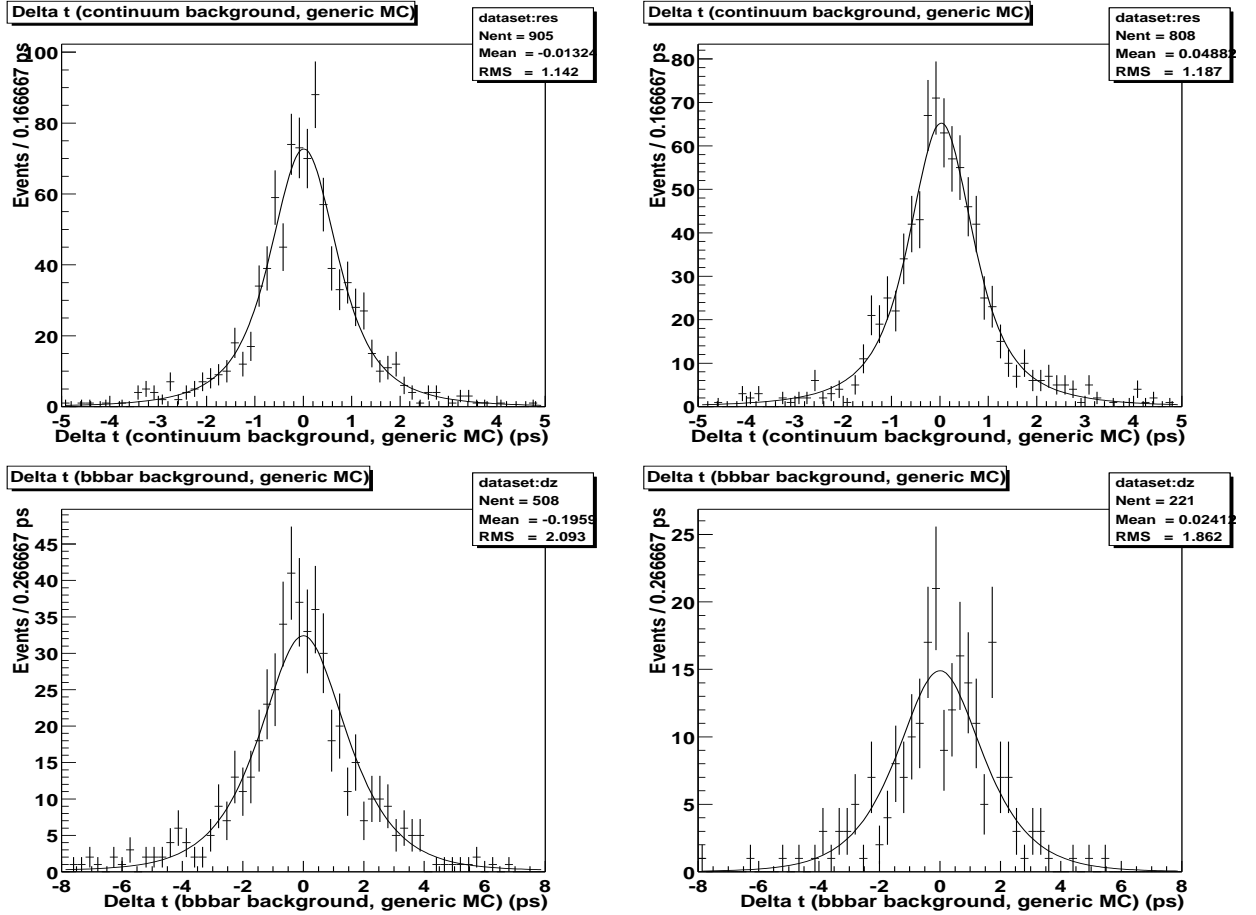 Delta t (continuum background, generic MC)
dataset:res
Nent = 905
Mean = -0.01324
RMS = 1.142
Events / 0.166667 ps
100
80
60
40
20
0
-5 -4 -3 -2 -1 0 1 2 3 4 5
Delta t (continuum background, generic MC) (ps)
Delta t (continuum background, generic MC)
dataset:res
Nent = 808
Mean = 0.04882
RMS = 1.187
Events / 0.166667 ps
80
70
60
50
40
30
20
10
0
-5 -4 -3 -2 -1 0 1 2 3 4 5
Delta t (continuum background, generic MC) (ps)
Delta t (bbbar background, generic MC)
dataset:dz
Nent = 508
Mean = -0.1959
RMS = 2.093
Events / 0.266667 ps
45
40
35
30
25
20
15
10
5
0
-8 -6 -4 -2 0 2 4 6 8
Delta t (bbbar background, generic MC) (ps)
Delta t (bbbar background, generic MC)
dataset:dz
Nent = 221
Mean = 0.02412
RMS = 1.862
Events / 0.266667 ps
25
20
15
10
5
0
-8 -6 -4 -2 0 2 4 6 8
Delta t (bbbar background, generic MC) (ps)